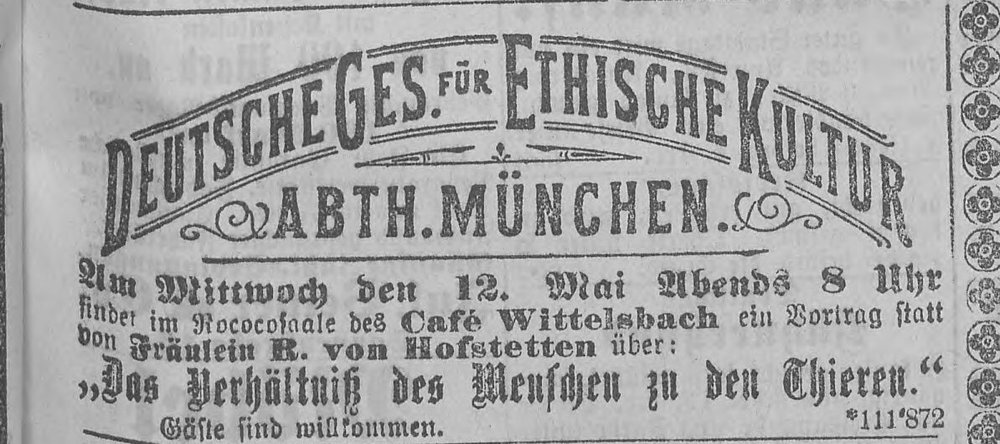 DEUTSCHE GES. FÜR ETHISCHE KULTUR
ABTH. MÜNCHEN.
Am Mittwoch den 12. Mai Abends 8 Uhr
findet im Rococosaale des Café Wittelsbach ein Vortrag statt
von Fräulein R. von Hofstetten über:
„Das Verhältniß des Menschen zu den Thieren.“
Gäste sind willkommen.
*111'872